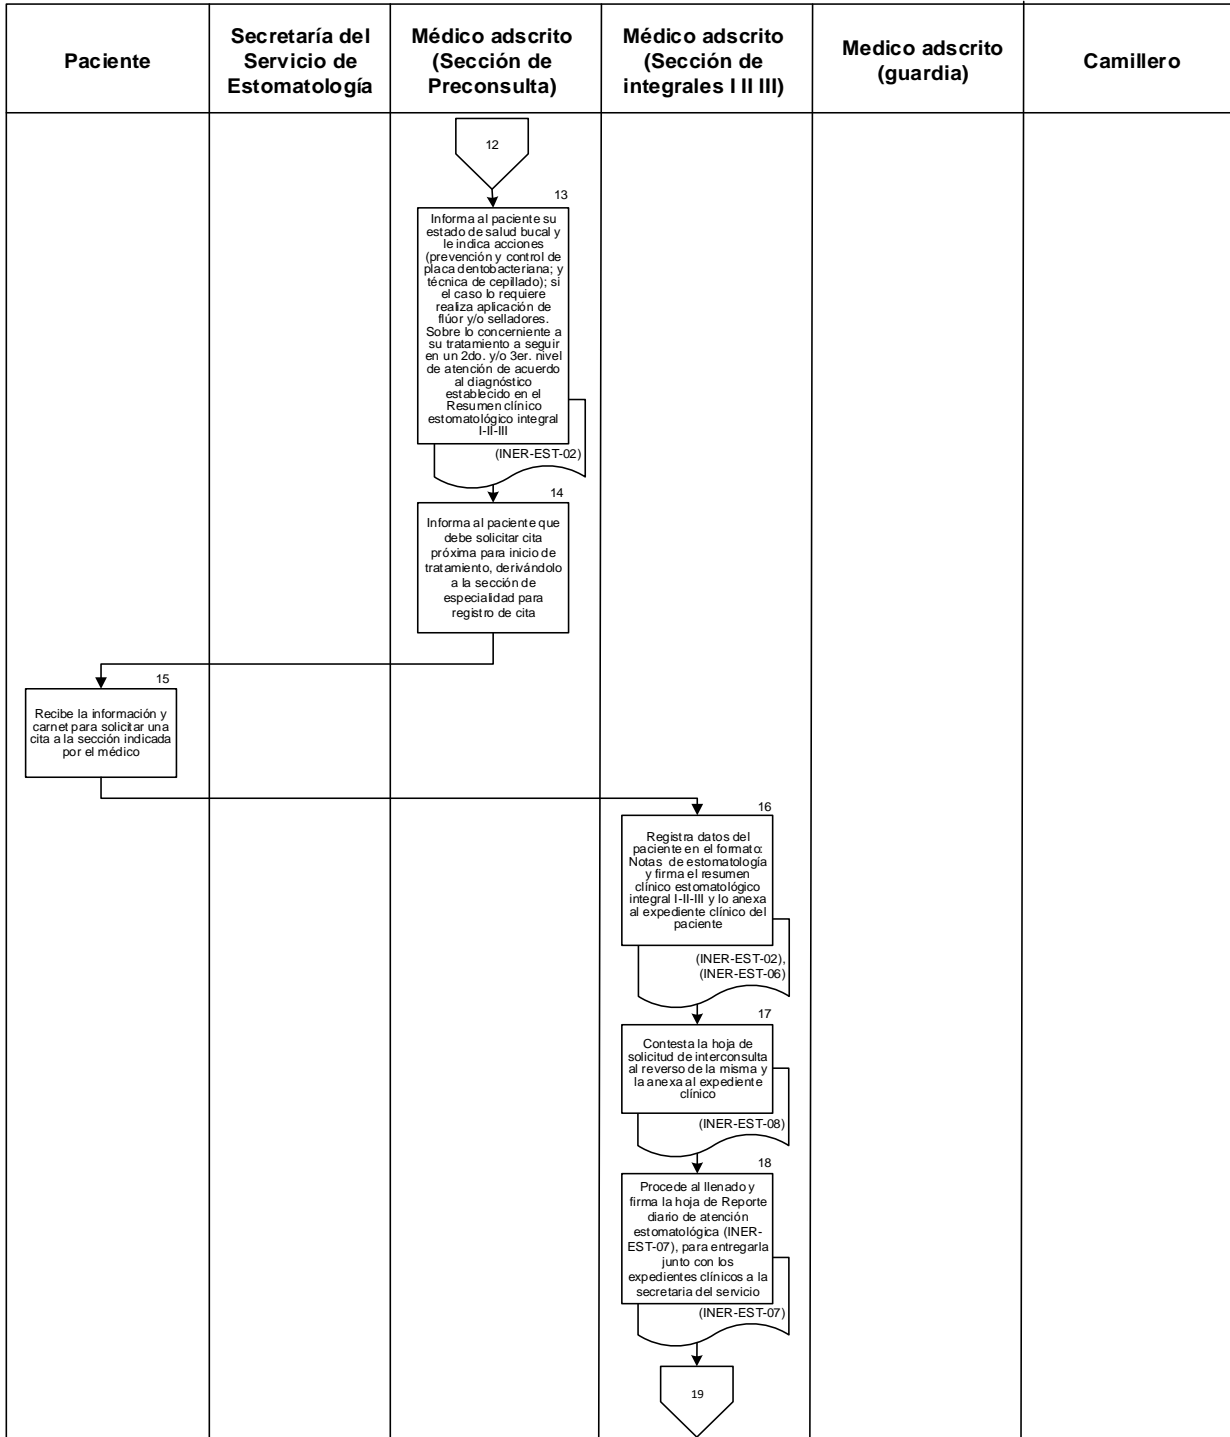 Paciente
Secretaría del
Servicio de
Estomatología
Médico adscrito
(Sección de
Preconsulta)
Médico adscrito
(Sección de
integrales I II III)
Medico adscrito
(guardia)
Camillero
12
13
Informa al paciente su
estado de salud bucal y
le indica acciones
(prevención y control de
placa dentobacteriana; y
técnica de cepillado); si
el caso lo requiere
realiza aplicación de
flúor y/o selladores.
Sobre lo concerniente a
su tratamiento a seguir
en un 2do. y/o 3er. nivel
de atención de acuerdo
al diagnóstico
establecido en el
Resumen clínico
estomatológico integral
I-II-III
(INER-EST-02)
14
Informa al paciente que
debe solicitar cita
próxima para inicio de
tratamiento, derivándolo
a la sección de
especialidad para
registro de cita
15
Recibe la información y
carnet para solicitar una
cita a la sección indicada
por el médico
16
Registra datos del
paciente en el formato:
Notas de estomatología
y firma el resumen
clínico estomatológico
integral I-II-III y lo anexa
al expediente clínico del
paciente
(INER-EST-02),
(INER-EST-06)
17
Contesta la hoja de
solicitud de interconsulta
al reverso de la misma y
la anexa al expediente
clínico
(INER-EST-08)
18
Procede al llenado y
firma la hoja de Reporte
diario de atención
estomatológica (INER-
EST-07), para entregarla
junto con los
expedientes clínicos a la
secretaria del servicio
(INER-EST-07)
19